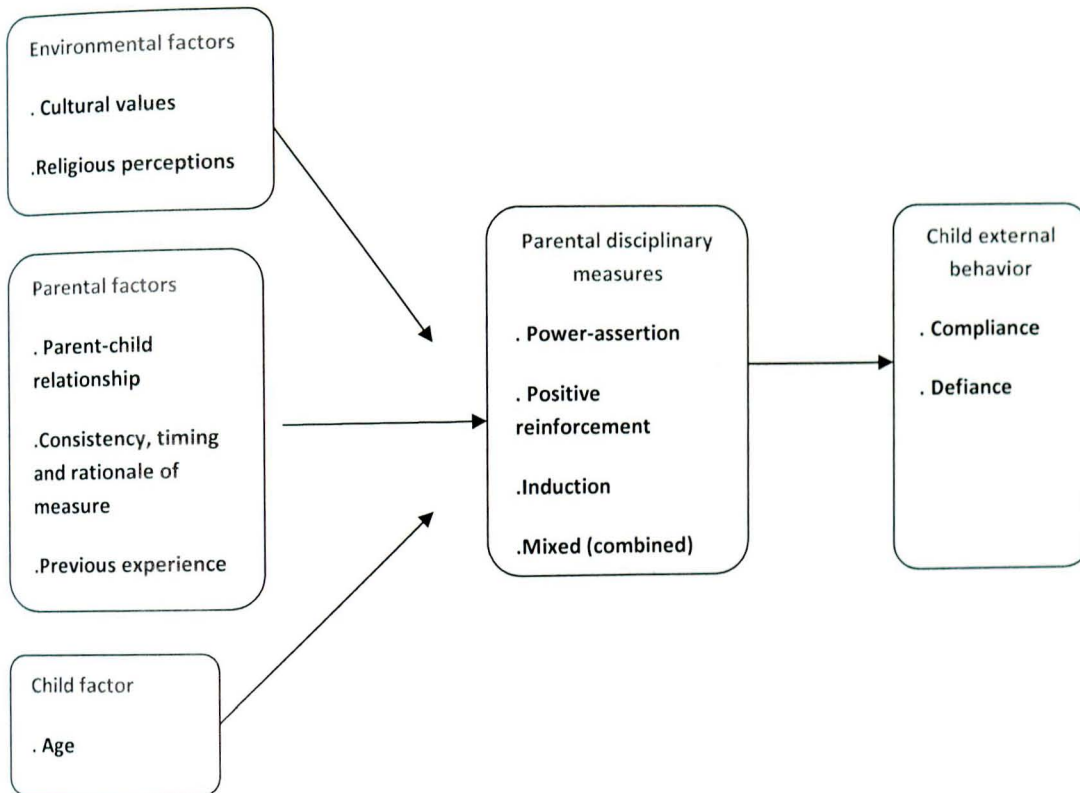 Environmental factors
. Cultural values
.Religious perceptions
Parental factors
. Parent-child
relationship
.Consistency, timing
and rationale of
measure
.Previous experience
Child factor
. Age
Parental disciplinary
measures
. Power-assertion
. Positive
reinforcement
.Induction
.Mixed (combined)
Child external
behavior
. Compliance
. Defiance